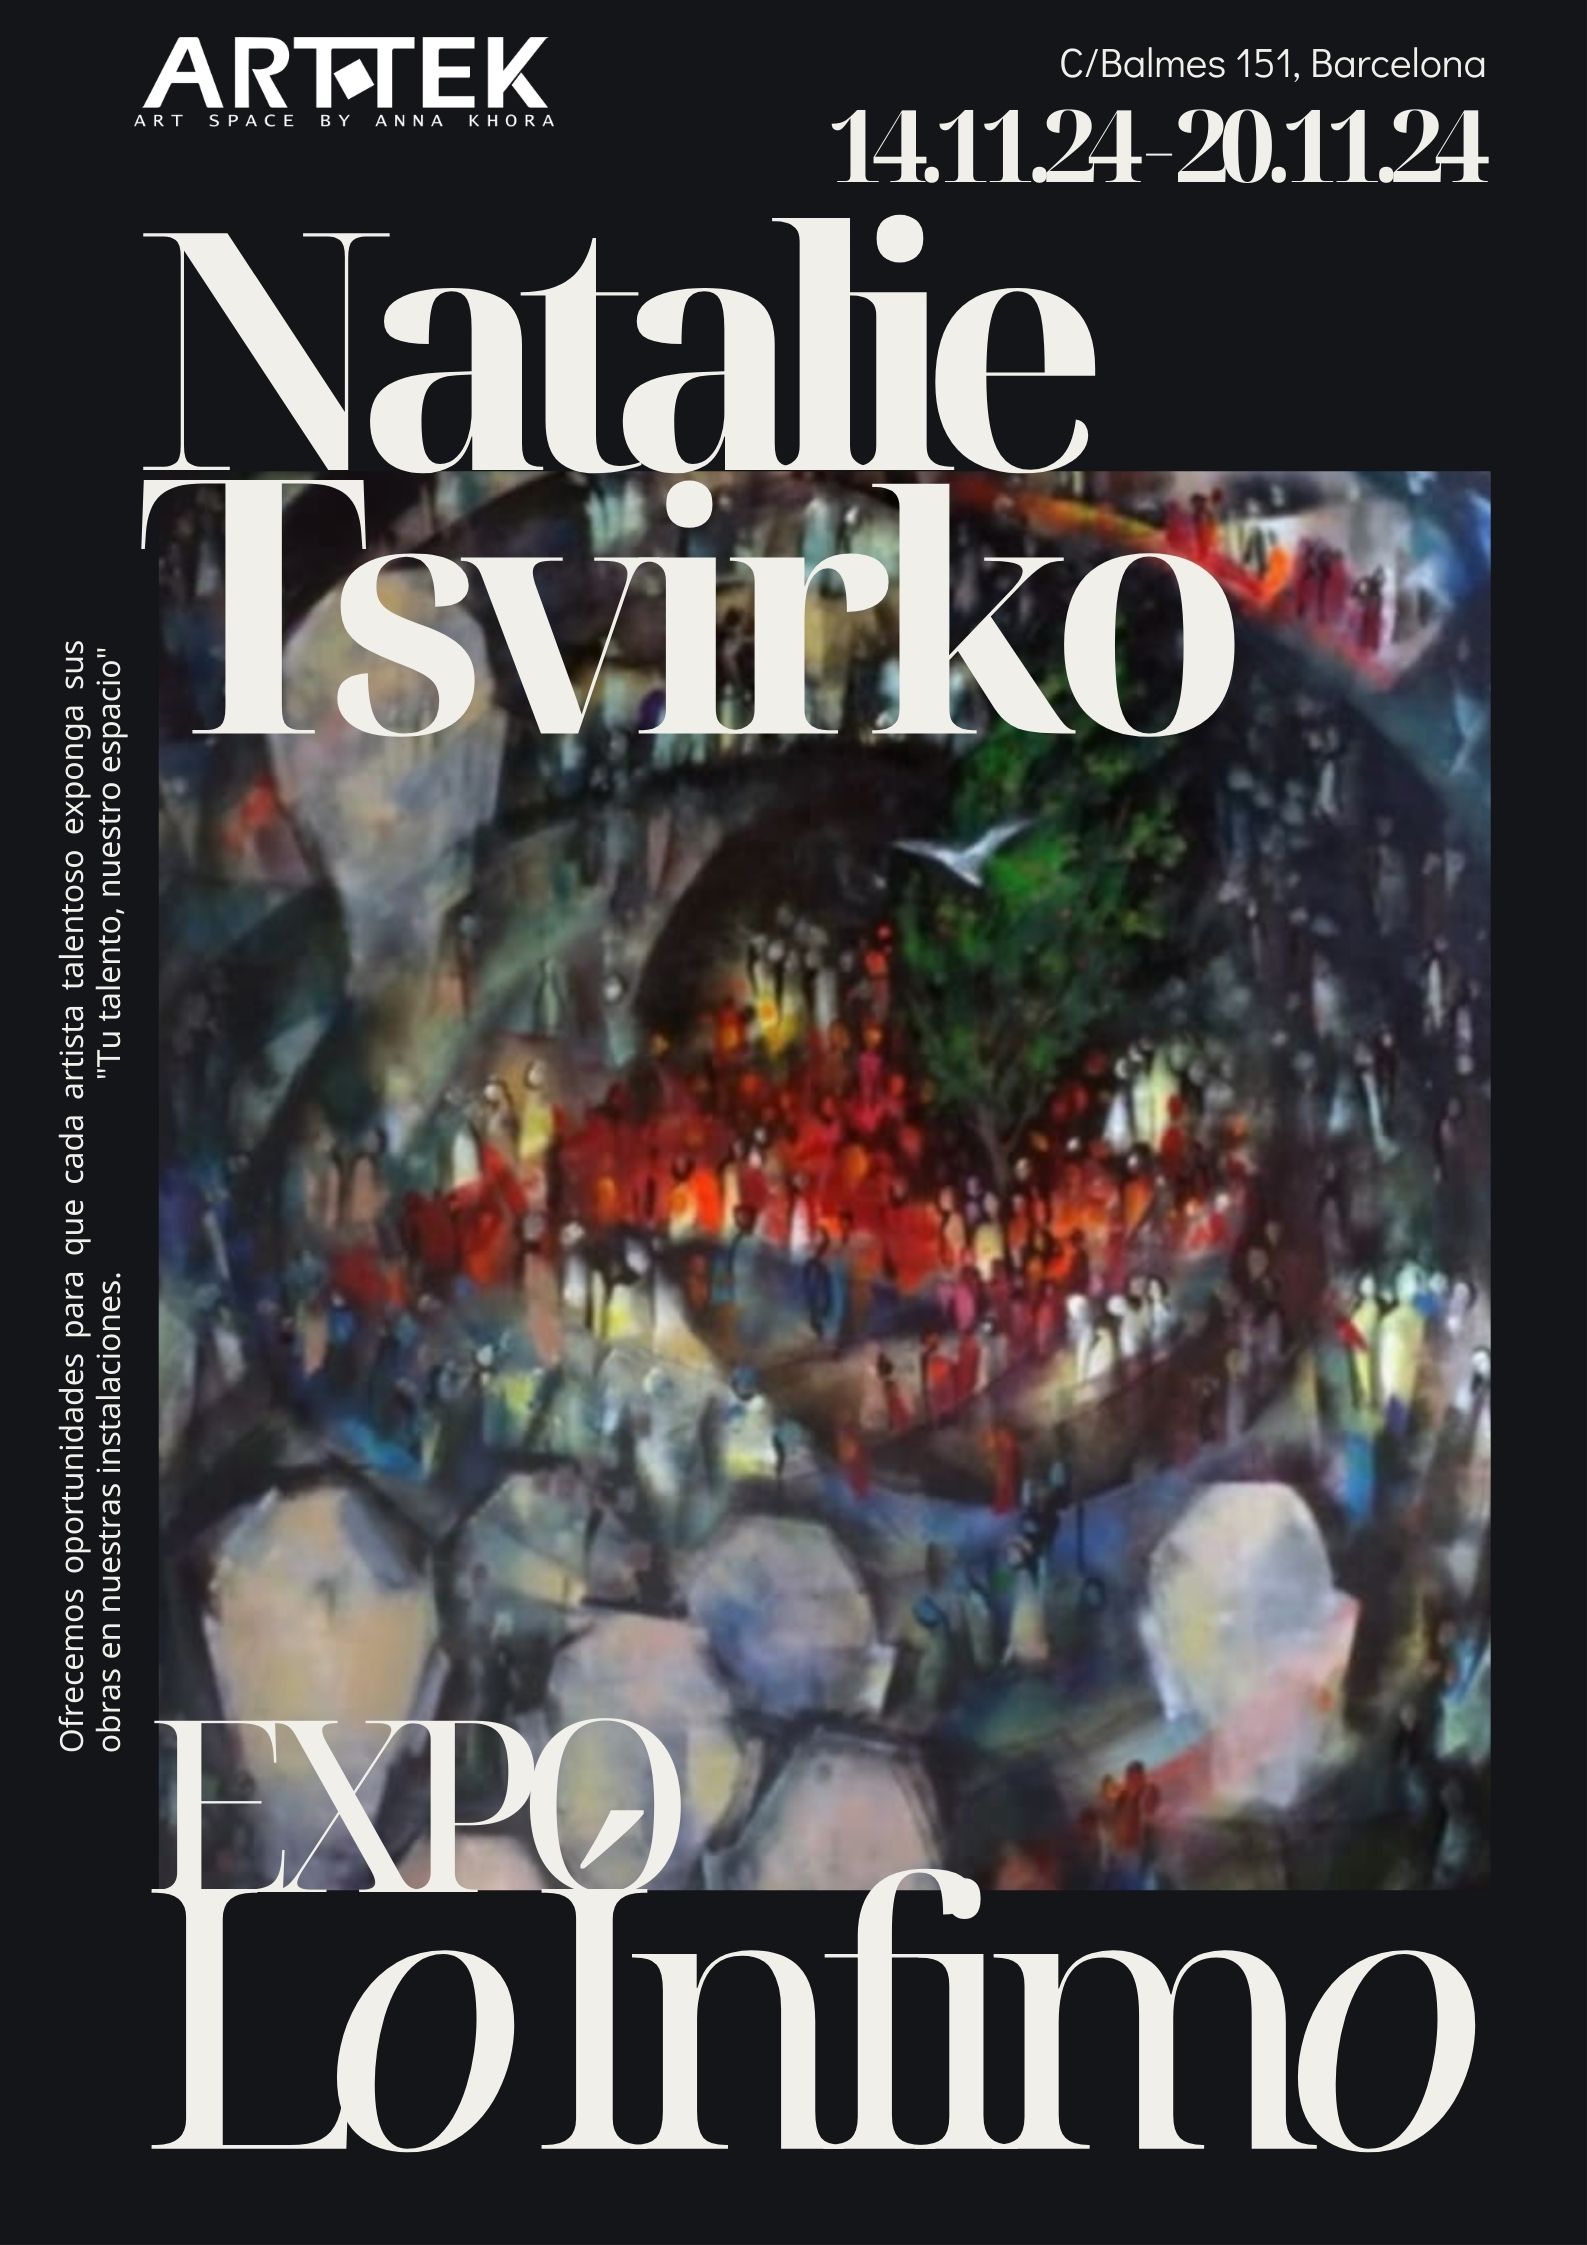 ARTTEK
ART SPACE BY ANNA KHORA
C/Balmes 151, Barcelona
14.11.24-20.11.24
Natalie
Tsvirko
Ofrecemos oportunidades para que cada artista talentoso exponga sus
obras en nuestras instalaciones. "Tu talento, nuestro espacio"
EXPO
Lo Ínfimo